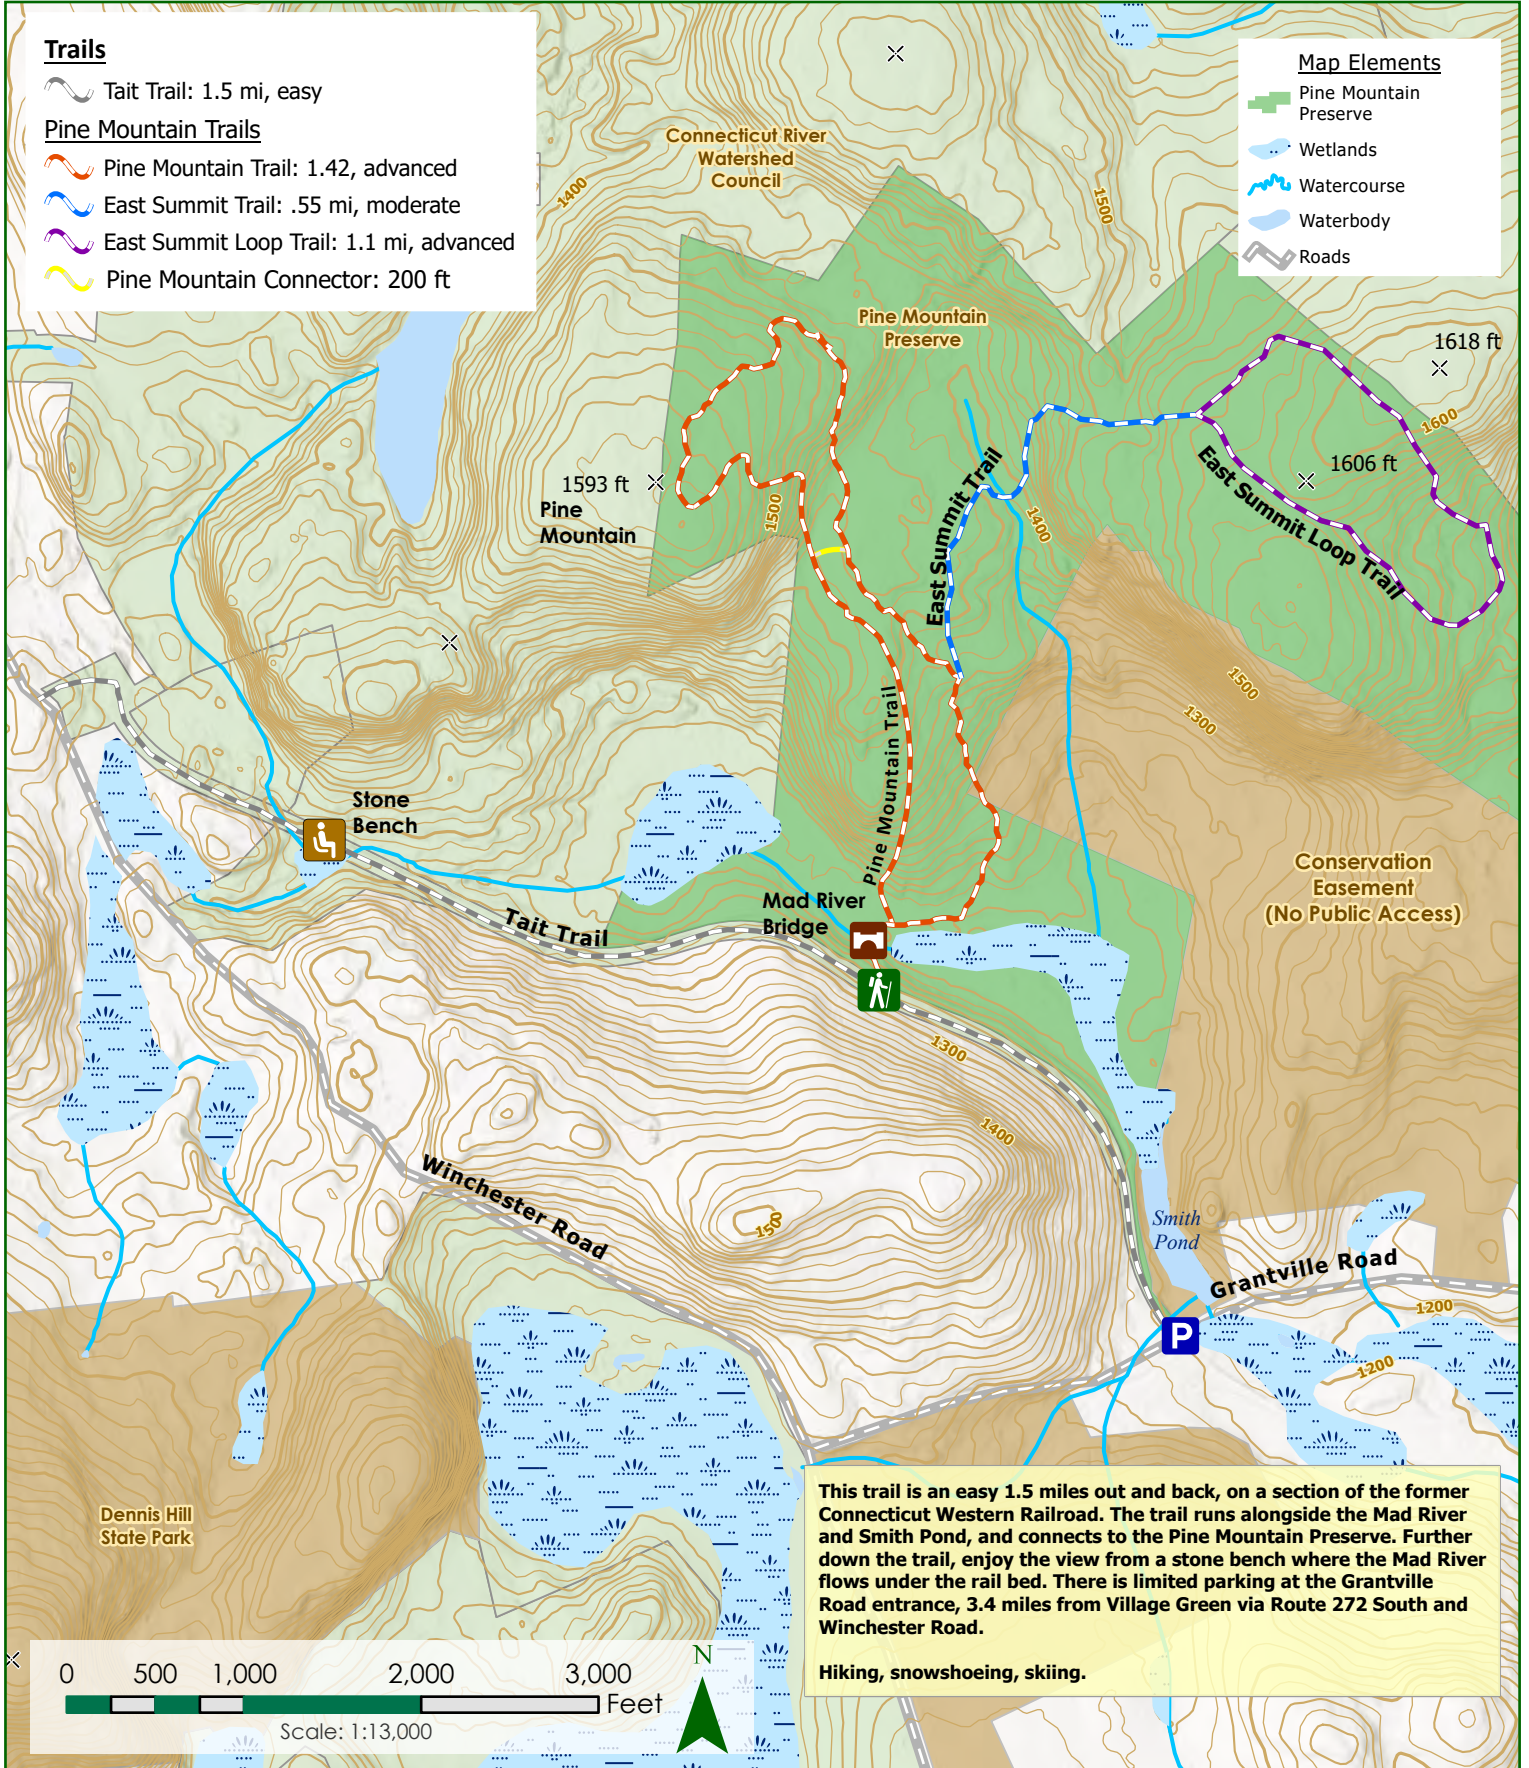 Trails
Tait Trail: 1.5 mi, easy
Pine Mountain Trails
Pine Mountain Trail: 1.42, advanced
East Summit Trail: .55 mi, moderate
East Summit Loop Trail: 1.1 mi, advanced
Pine Mountain Connector: 200 ft
Map Elements
Pine Mountain
Preserve
Wetlands
Watercourse
Waterbody
Roads
Connecticut River
Watershed
Council
1400
1500
Pine Mountain
Preserve
1618 ft
1600
1606 ft
East Summit Loop Trail
East Summit Trail
1593 ft
Pine
Mountain
1500
1400
1500
1300
Pine Mountain Trail
Stone
Bench
Tait Trail
Mad River
Bridge
Conservation
Easement
(No Public Access)
1300
1400
1500
Winchester Road
Smith
Pond
Grantville Road
P
1200
1200
Dennis Hill
State Park
This trail is an easy 1.5 miles out and back, on a section of the former
Connecticut Western Railroad. The trail runs alongside the Mad River
and Smith Pond, and connects to the Pine Mountain Preserve. Further
down the trail, enjoy the view from a stone bench where the Mad River
flows under the rail bed. There is limited parking at the Grantville
Road entrance, 3.4 miles from Village Green via Route 272 South and
Winchester Road.
Hiking, snowshoeing, skiing.
0 500 1,000 2,000 3,000
Feet
Scale: 1:13,000
N